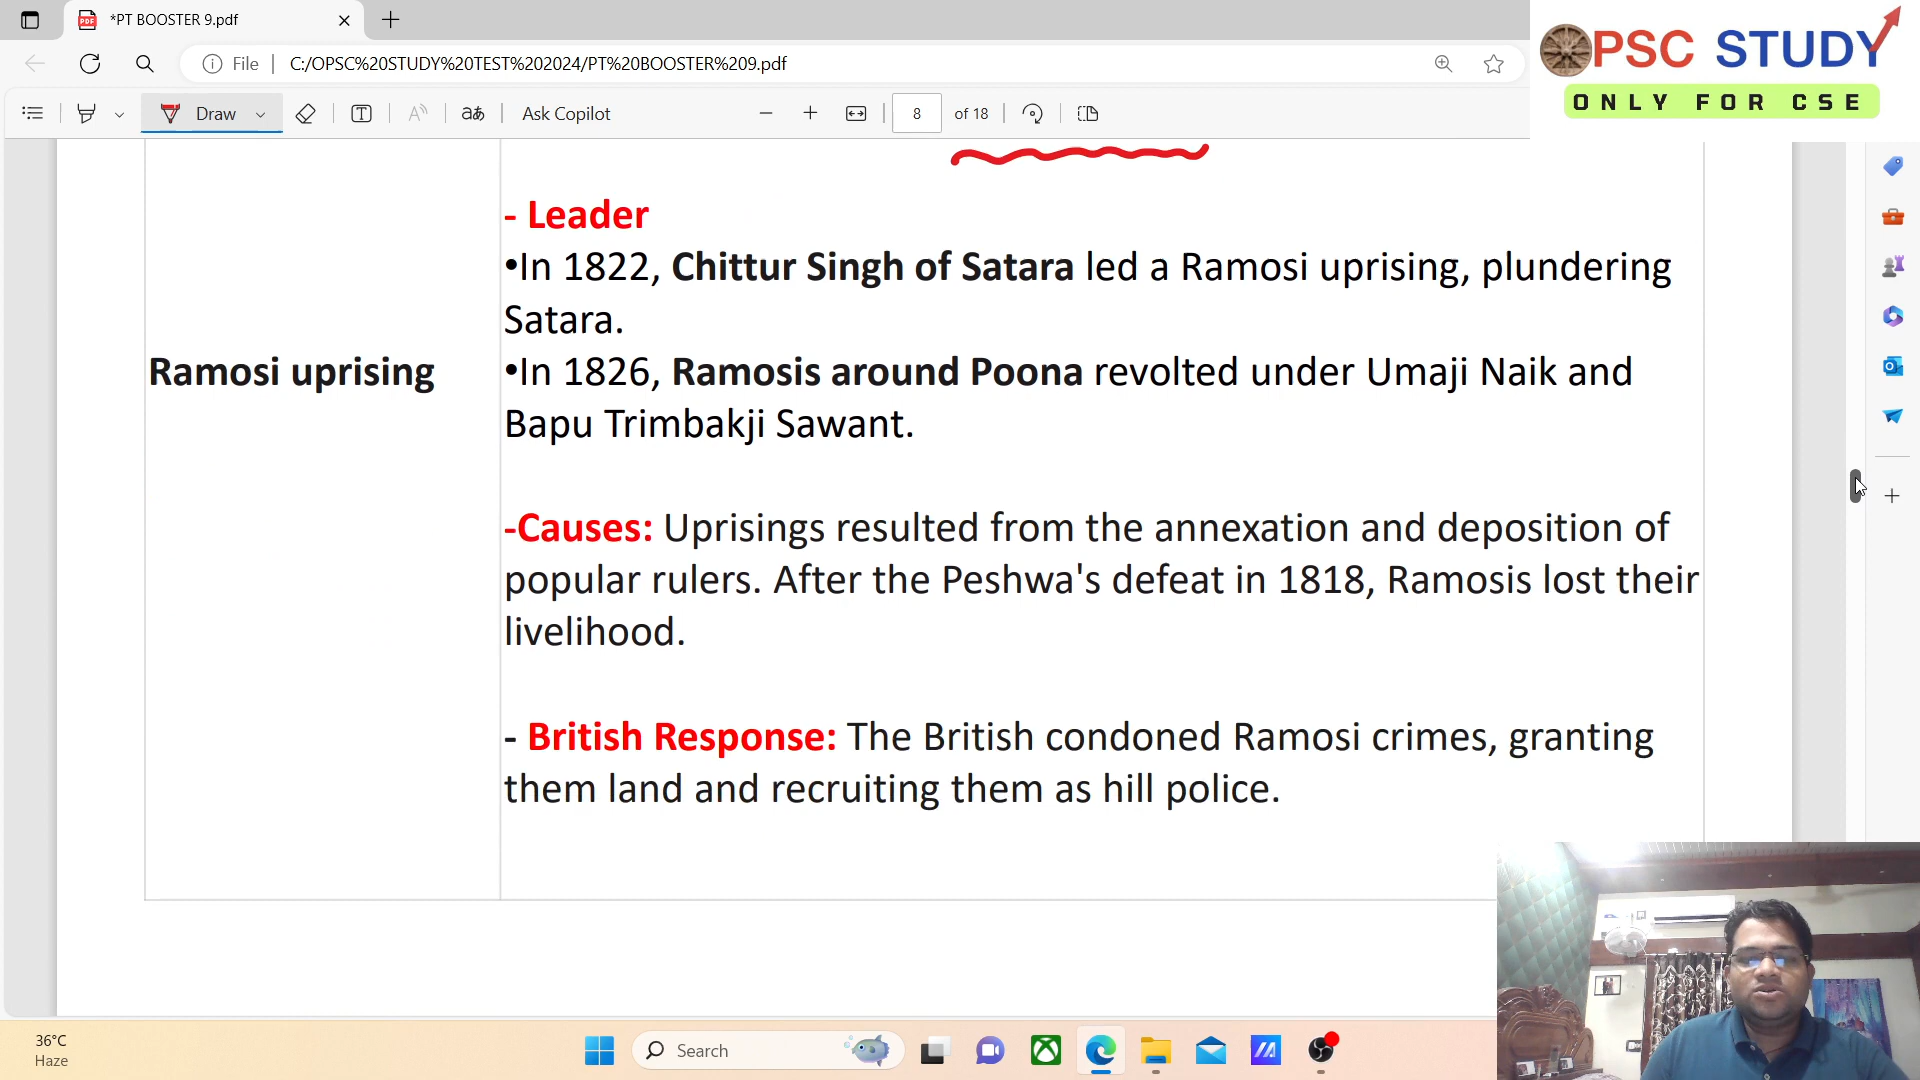 *PT BOOSTER 9.pdf
File
C:/OPSC%20STUDY%20TEST%202024/PT%20BOOSTER%209.pdf
Draw
Ask Copilot
8
of 18
PSC STUDY
ONLY FOR CSE
- Leader
•In 1822, Chittur Singh of Satara led a Ramosi uprising, plundering
Satara.
Ramosi uprising
•In 1826, Ramosis around Poona revolted under Umaji Naik and
Bapu Trimbakji Sawant.
-Causes: Uprisings resulted from the annexation and deposition of
popular rulers. After the Peshwa's defeat in 1818, Ramosis lost their
livelihood.
- British Response: The British condoned Ramosi crimes, granting
them land and recruiting them as hill police.
36°C
Haze
Search